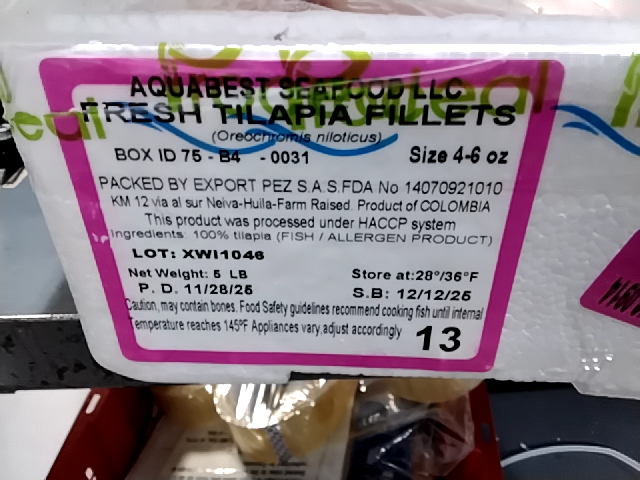 AQUABEST SEAFOOD LLC
FRESH TILAPIA FILLETS
(Oreochromis niloticus)
BOX ID 75 - B4 - 0031 Size 4-6 oz
PACKED BY EXPORT PEZ S.A.S.FDA No 14070921010
KM 12 via al sur Neiva-Huila-Farm Raised. Product of COLOMBIA
This product was processed under HACCP system
Ingredients: 100% tilapia (FISH / ALLERGEN PRODUCT)
LOT: XWI1046
Net Weight: 5 LB Store at:28°/36°F
P. D. 11/28/25 S.B: 12/12/25
Caution, may contain bones. Food Safety guidelines recommend cooking fish until internal
Temperature reaches 145ºF Appliances vary,adjust accordingly
13